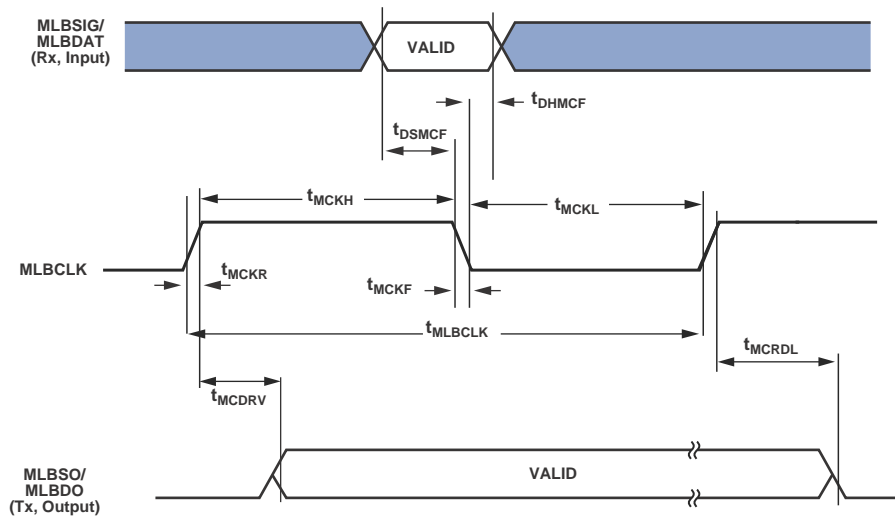 MLBSIG/
MLBDAT
(Rx, Input)
VALID
tDHMCF
tDSMCF
tMCKH
tMCKL
MLBCLK
tMCKR
tMCKF
tMLBCLK
tMCRDL
tMCDRV
MLBSO/
MLBDO
(Tx, Output)
VALID